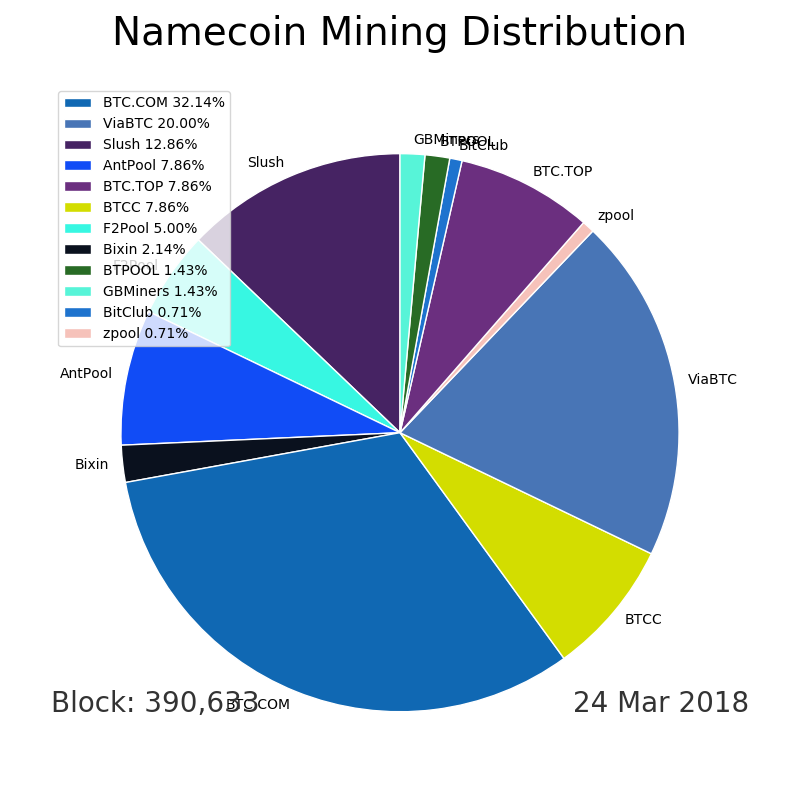 Namecoin Mining Distribution
BTC.COM 32.14%
ViaBTC 20.00%
Slush 12.86%
AntPool 7.86%
BTC.TOP 7.86%
BTCC 7.86%
F2Pool 5.00%
Bixin 2.14%
BTPOOL 1.43%
GBMiners 1.43%
BitClub 0.71%
zpool 0.71%
GBMiners
BTPOOL
BitClub
Slush
BTC.TOP
zpool
F2Pool
AntPool
ViaBTC
Bixin
BTCC
BTC.COM
Block: 390,633
24 Mar 2018